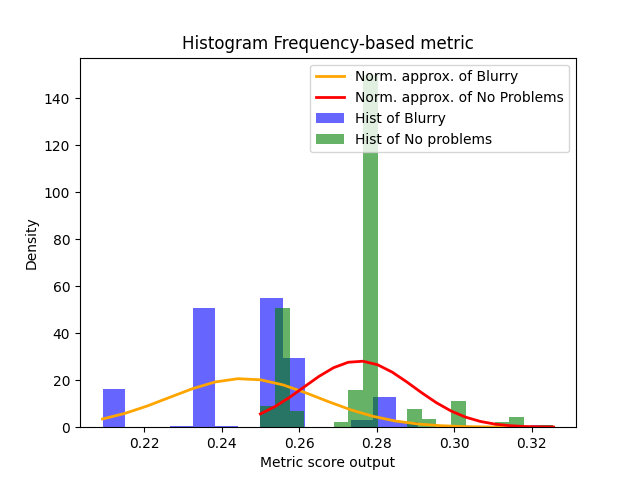 Histogram Frequency-based metric
Norm. approx. of Blurry
Norm. approx. of No Problems
Hist of Blurry
Hist of No problems
Density
140
120
100
80
60
40
20
0
0.22 0.24 0.26 0.28 0.30 0.32
Metric score output